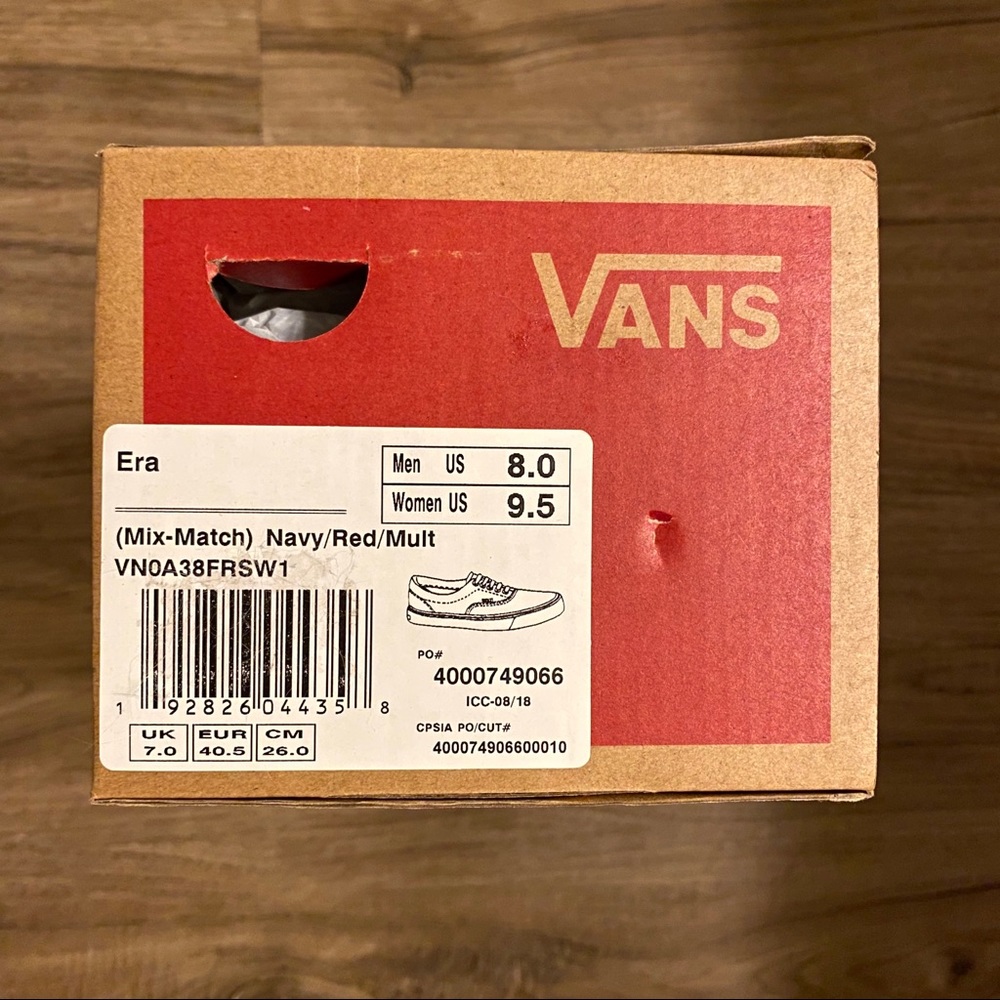 VANS
Era
Men US 8.0
Women US 9.5
(Mix-Match) Navy/Red/Mult
VN0A38FRSW1
1 92826 04435 8
UK EUR CM
7.0 40.5 26.0
PO#
4000749066
ICC-08/18
CPSIA PO/CUT#
400074906600010